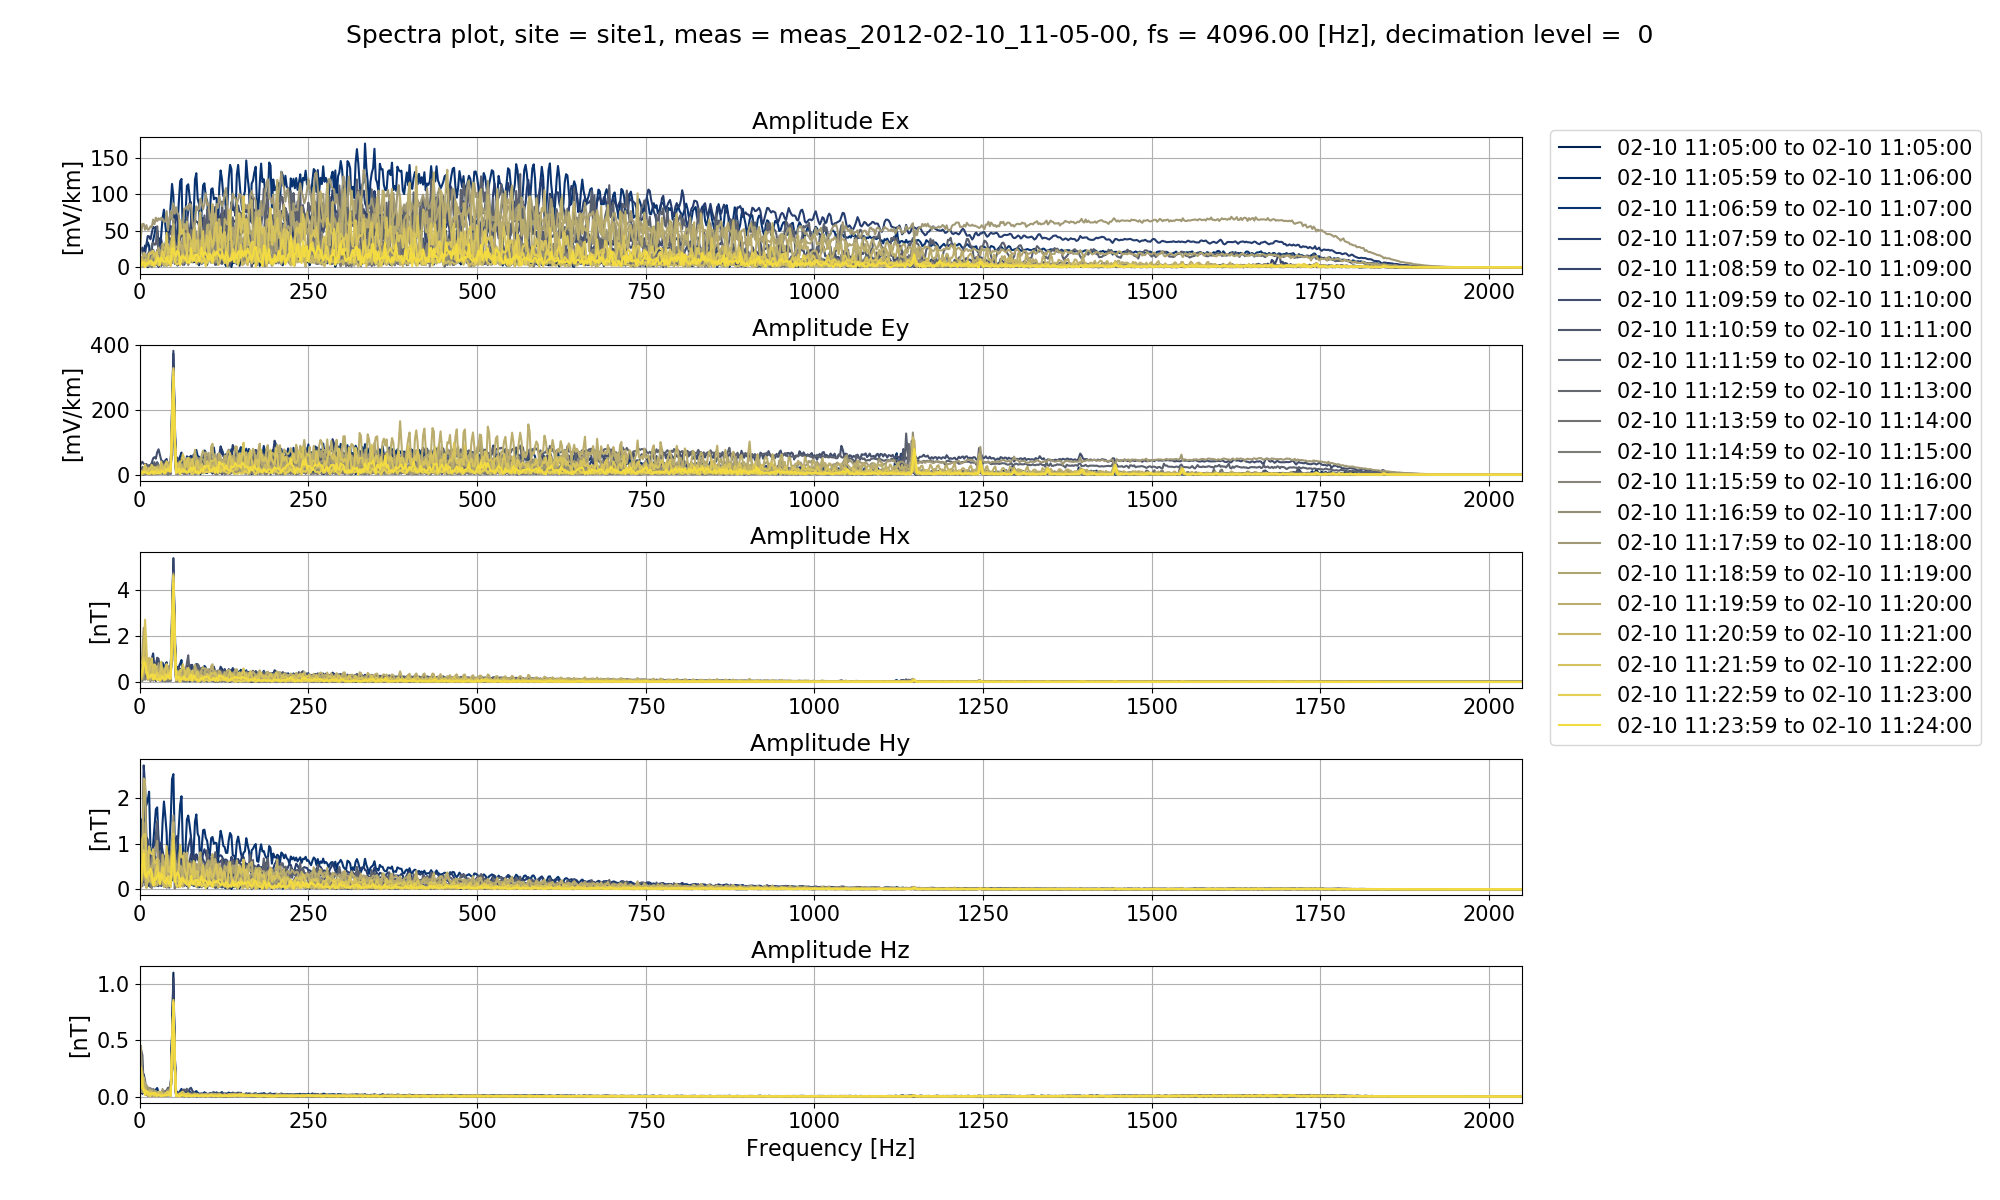 Spectra plot, site = site1, meas = meas_2012-02-10_11-05-00, fs = 4096.00 [Hz], decimation level =  0
Amplitude Ex
[mV/km]
150
100
50
0
0 250 500 750 1000 1250 1500 1750 2000
Amplitude Ey
[mV/km]
400
200
0
0 250 500 750 1000 1250 1500 1750 2000
Amplitude Hx
[nT]
4
2
0
0 250 500 750 1000 1250 1500 1750 2000
Amplitude Hy
[nT]
2
1
0
0 250 500 750 1000 1250 1500 1750 2000
Amplitude Hz
[nT]
1.0
0.5
0.0
0 250 500 750 1000 1250 1500 1750 2000
Frequency [Hz]
02-10 11:05:00 to 02-10 11:05:00
02-10 11:05:59 to 02-10 11:06:00
02-10 11:06:59 to 02-10 11:07:00
02-10 11:07:59 to 02-10 11:08:00
02-10 11:08:59 to 02-10 11:09:00
02-10 11:09:59 to 02-10 11:10:00
02-10 11:10:59 to 02-10 11:11:00
02-10 11:11:59 to 02-10 11:12:00
02-10 11:12:59 to 02-10 11:13:00
02-10 11:13:59 to 02-10 11:14:00
02-10 11:14:59 to 02-10 11:15:00
02-10 11:15:59 to 02-10 11:16:00
02-10 11:16:59 to 02-10 11:17:00
02-10 11:17:59 to 02-10 11:18:00
02-10 11:18:59 to 02-10 11:19:00
02-10 11:19:59 to 02-10 11:20:00
02-10 11:20:59 to 02-10 11:21:00
02-10 11:21:59 to 02-10 11:22:00
02-10 11:22:59 to 02-10 11:23:00
02-10 11:23:59 to 02-10 11:24:00